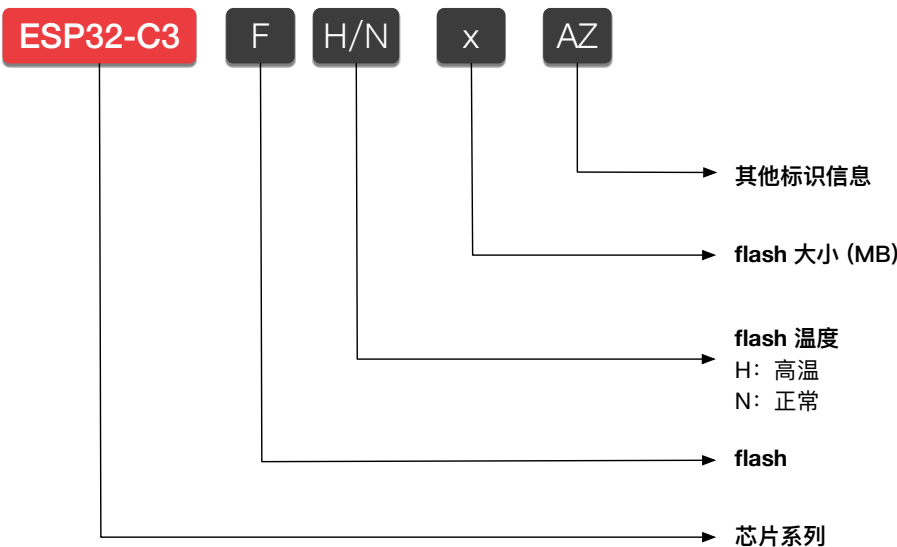 ESP32-C3 F H/N x AZ
其他标识信息
flash 大小 (MB)
flash 温度
H：高温
N：正常
flash
芯片系列